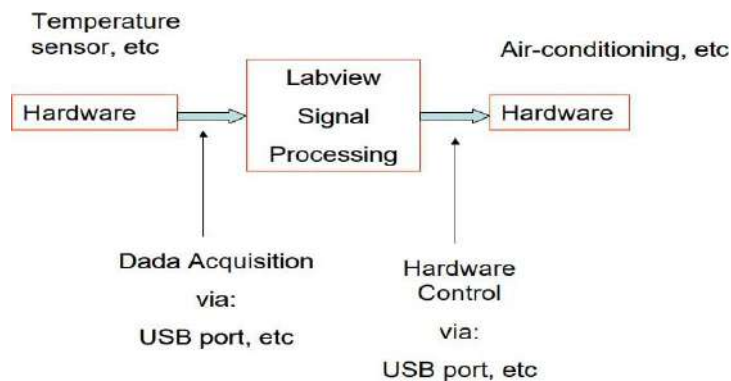 Temperature
sensor, etc
Air-conditioning, etc
Hardware
Labview
Signal
Processing
Hardware
Dada Acquisition
via:
USB port, etc
Hardware
Control
via:
USB port, etc